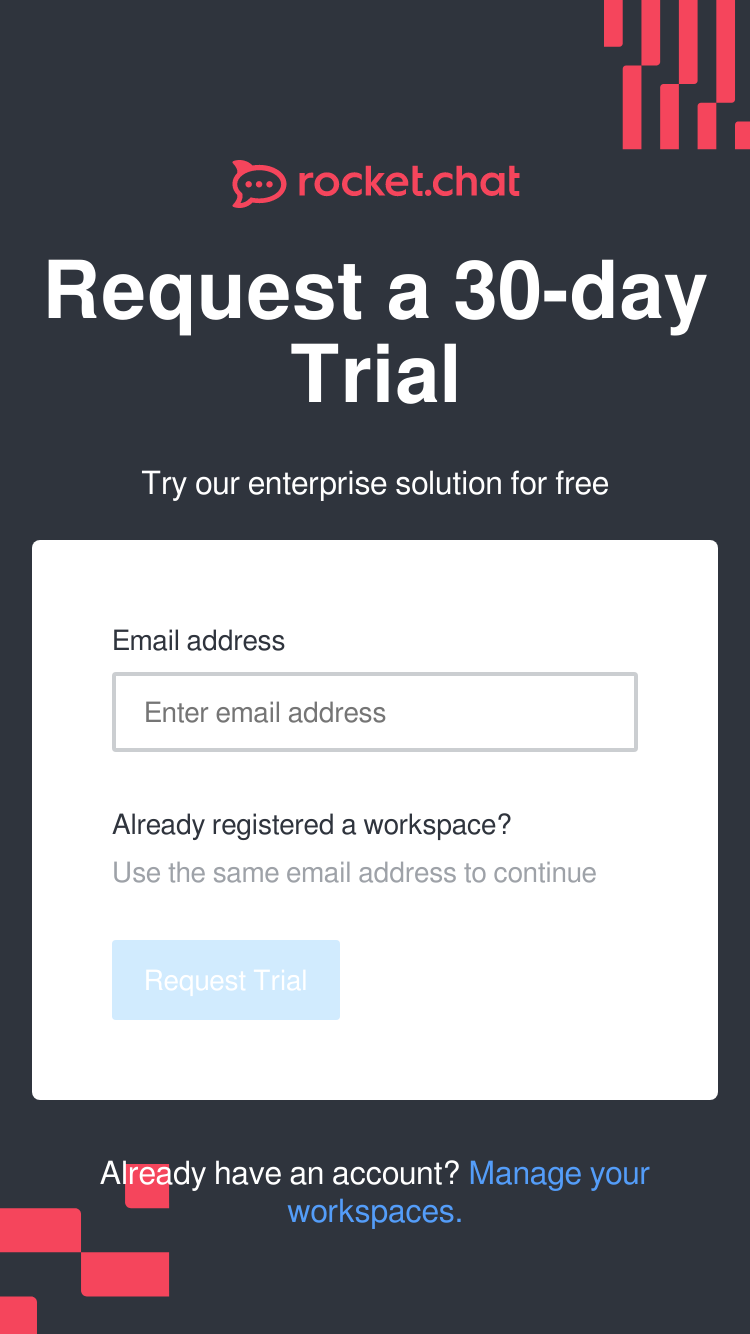 rocket.chat
Request a 30-day
Trial
Try our enterprise solution for free
Email address
Enter email address
Already registered a workspace?
Use the same email address to continue
Request Trial
Already have an account? Manage your
workspaces.